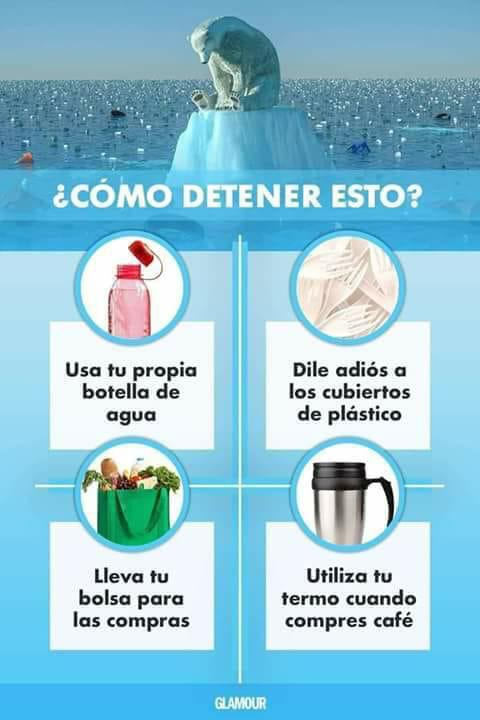 ¿CÓMO DETENER ESTO?
Usa tu propia
botella de
agua
Dile adiós a
los cubiertos
de plástico
Lleva tu
bolsa para
las compras
Utiliza tu
termo cuando
compres café
GLAMOUR